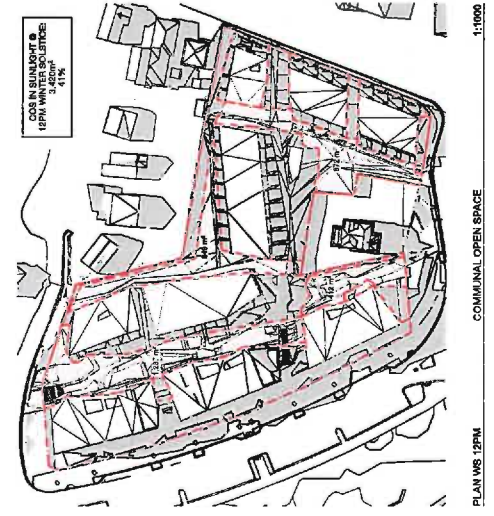 COS IN SUNLIGHT @
12PM WINTER SOLSTICE:
3,420m²
41%
PLAN WS 12PM
COMMUNAL OPEN SPACE
1:1000